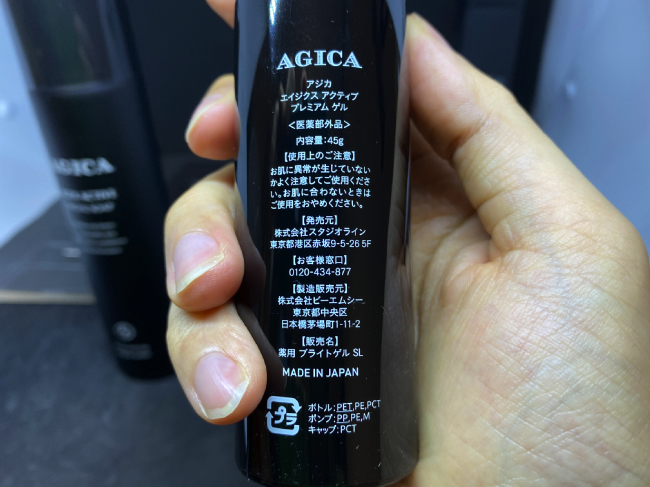 AGICA
アジカ
エイジクス アクティブ
プレミアム ゲル
<医薬部外品>
内容量:45g
【使用上のご注意】
お肌に異常が生じていない
かよく注意してご使用くださ
い。お肌に合わないときは
ご使用をおやめください。
【発売元】
株式会社スタジオライン
東京都港区赤坂9-5-26 5F
【お客様窓口】
0120-434-877
【製造販売元】
株式会社ピーエムシー
東京都中央区
日本橋茅場町1-11-2
【販売名】
薬用 ブライトゲル SL
MADE IN JAPAN
プラ
ボトル:PET,PE,PCT
ポンプ:PP,PE,M
キャップ:PCT
AGICA